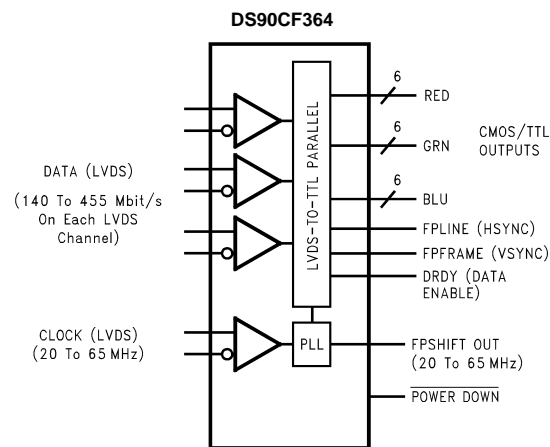 DS90CF364
DATA (LVDS)
(140 To 455 Mbit/s
On Each LVDS
Channel)
CLOCK (LVDS)
(20 To 65 MHz)
LVDS-TO-TTL PARALLEL
PLL
6
RED
6
GRN
CMOS/TTL
OUTPUTS
6
BLU
FPLINE (HSYNC)
FPFRAME (VSYNC)
DRDY (DATA
ENABLE)
FPSHIFT OUT
(20 To 65 MHz)
POWER DOWN